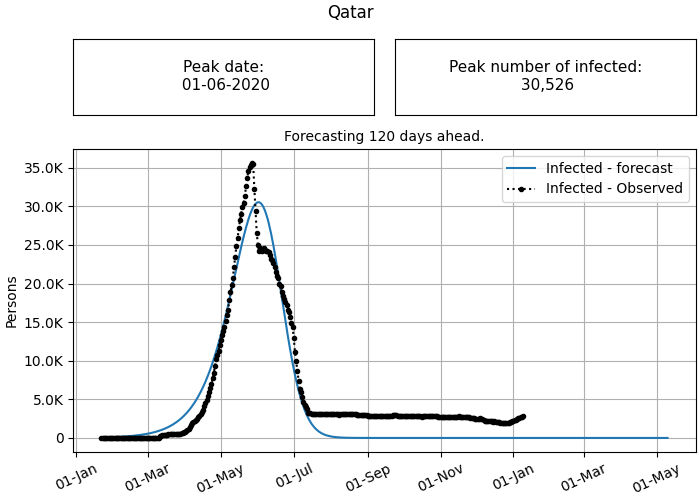 Qatar
Peak date:
01-06-2020
Peak number of infected:
30,526
Forecasting 120 days ahead.
Infected - forecast
Infected - Observed
Persons
35.0K
30.0K
25.0K
20.0K
15.0K
10.0K
5.0K
0
01-Jan
01-Mar
01-May
01-Jul
01-Sep
01-Nov
01-Jan
01-Mar
01-May